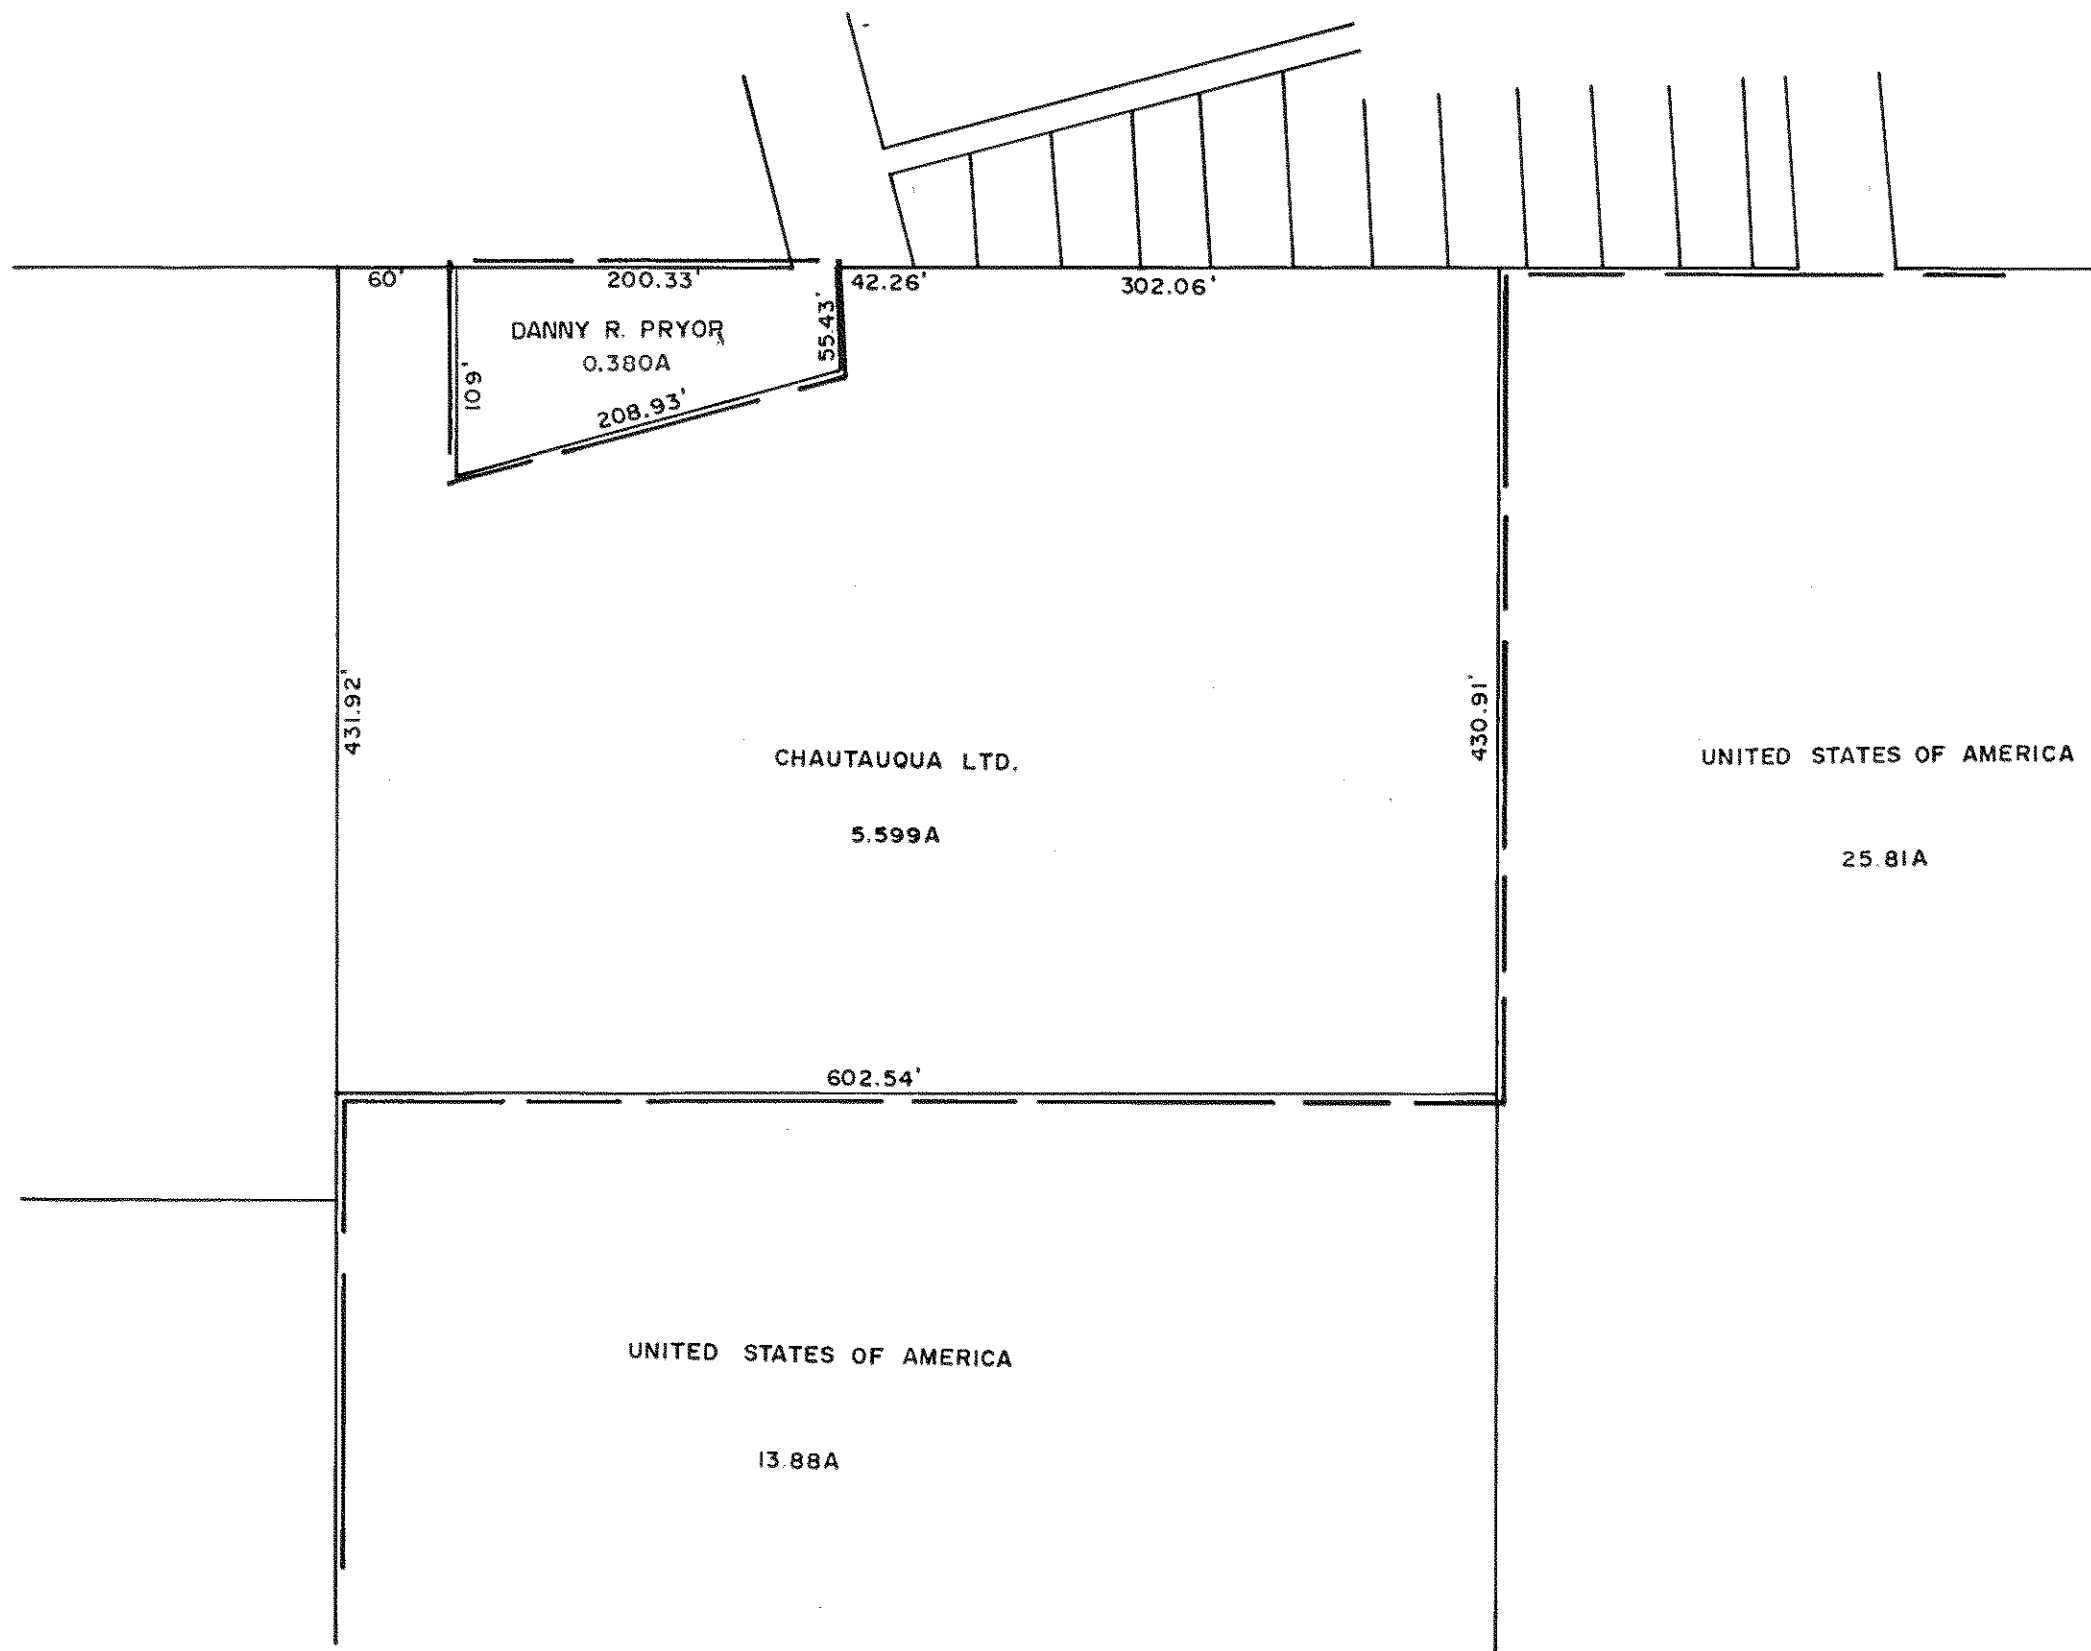 60'
200.33'
42.26'
302.06'
DANNY R. PRYOR
0.380A
55.43'
109'
208.93'
431.92'
430.91'
CHAUTAUQUA LTD.
5.599A
UNITED STATES OF AMERICA
25.81A
602.54'
UNITED STATES OF AMERICA
13.88A